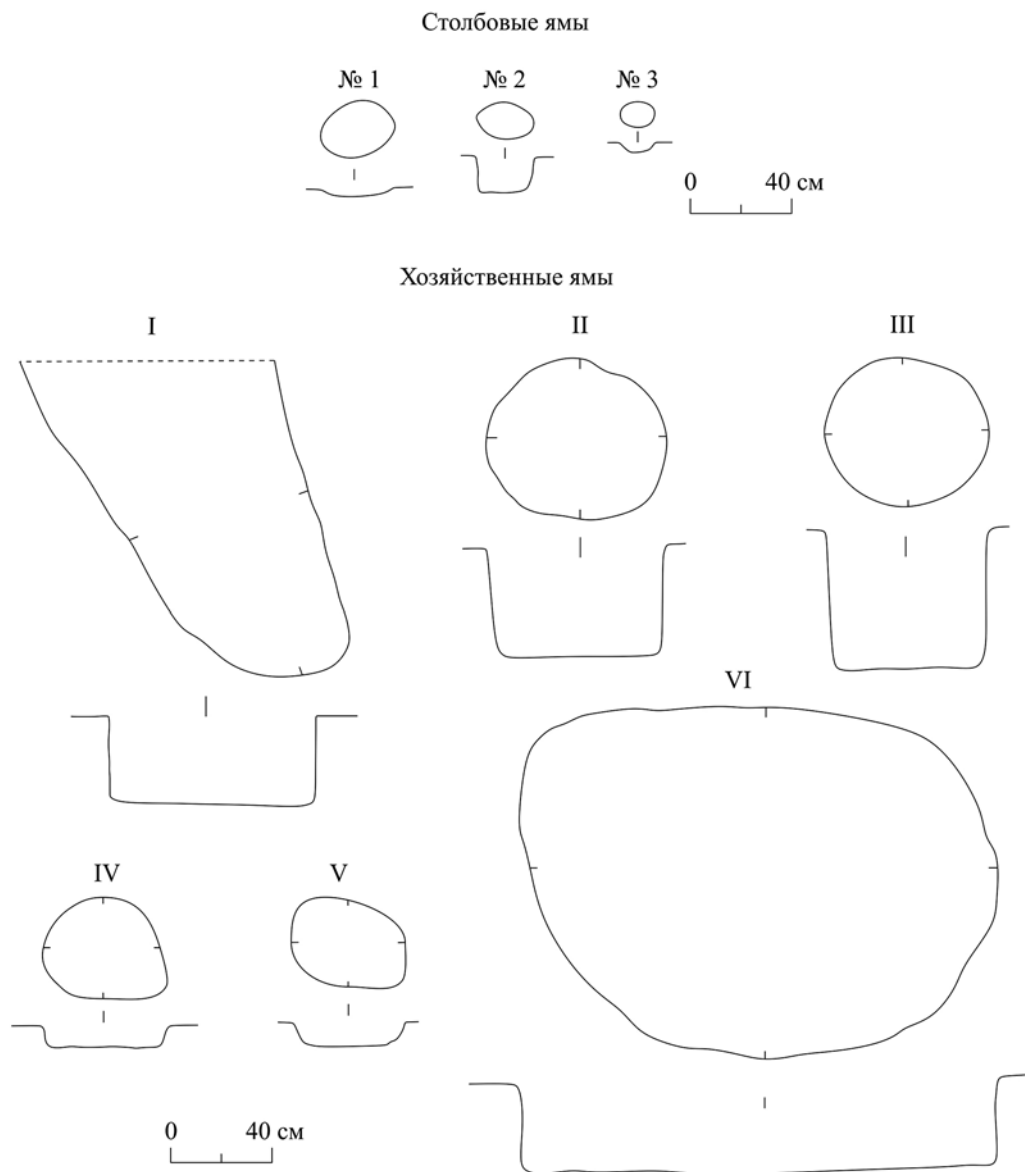 Столбовые ямы
№ 1
№ 2
№ 3
0 40 см
Хозяйственные ямы
I
II
III
VI
IV
V
0 40 см